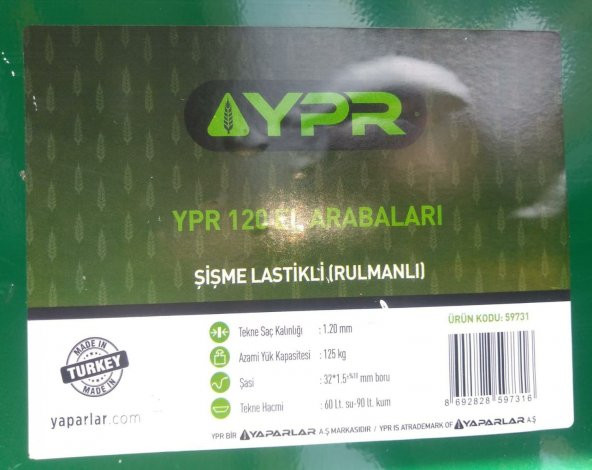 YPR
YPR 120 EL ARABALARI
ŞİŞME LASTİKLİ (RULMANLI)
MADE IN
TURKEY
MADE IN
yaparlar.com
Tekne Saç Kalınlığı : 1.20 mm
Azami Yük Kapasitesi : 125 kg
Şasi : 32*1.5±%10 mm boru
Tekne Hacmi : 60 Lt. su-90 lt. kum
ÜRÜN KODU: 59731
8 692828 597316
YPR BİR YAPARLAR A.Ş MARKASIDIR / YPR IS ATRADEMARK OF YAPARLAR A.Ş